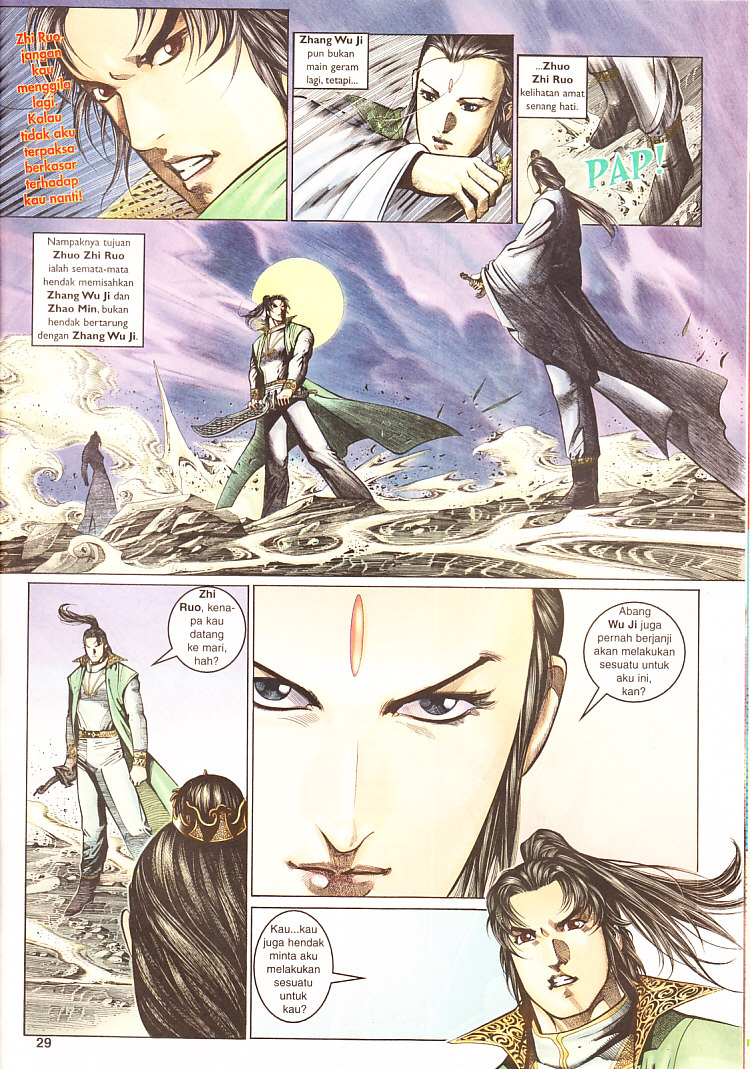 Zhi Ruo,
jangan
kau
menggila
lagi.
Kalau
tidak aku
terpaksa
berkasar
terhadap
kau nanti!
Zhang Wu Ji
pun bukan
main geram
lagi, tetapi...
...Zhuo
Zhi Ruo
kelihatan amat
senang hati.
PAP!
Nampaknya tujuan
Zhuo Zhi Ruo
ialah semata-mata
hendak memisahkan
Zhang Wu Ji dan
Zhao Min, bukan
hendak bertarung
dengan Zhang Wu Ji.
Zhi
Ruo, kena-
pa kau
datang
ke mari,
hah?
Abang
Wu Ji juga
pernah berjanji
akan melakukan
sesuatu untuk
aku ini,
kan?
Kau...kau
juga hendak
minta aku
melakukan
sesuatu
untuk
kau?
29